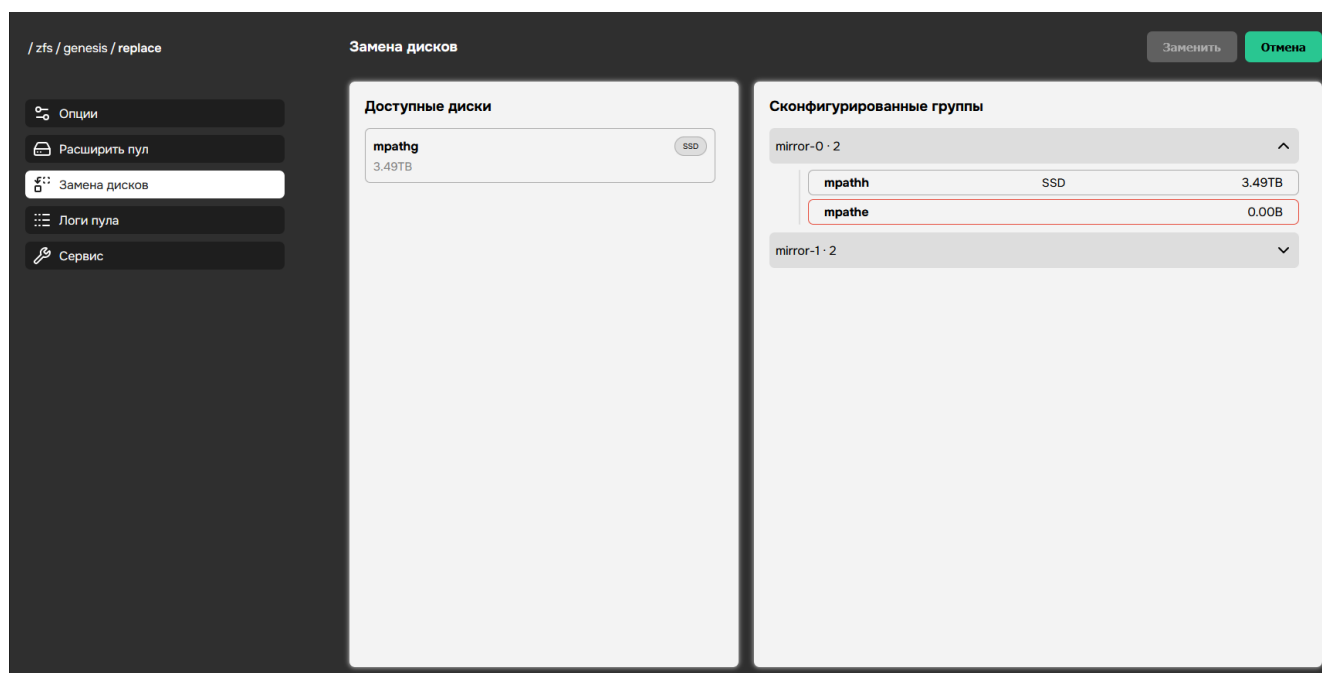 / zfs / genesis / replace
Замена дисков
Заменить
Отмена
Опции
Расширить пул
Замена дисков
Логи пула
Сервис
Доступные диски
mpathg
SSD
3.49TB
Сконфигурированные группы
mirror-0 · 2
mpathh SSD 3.49TB
mpathe 0.00B
mirror-1 · 2